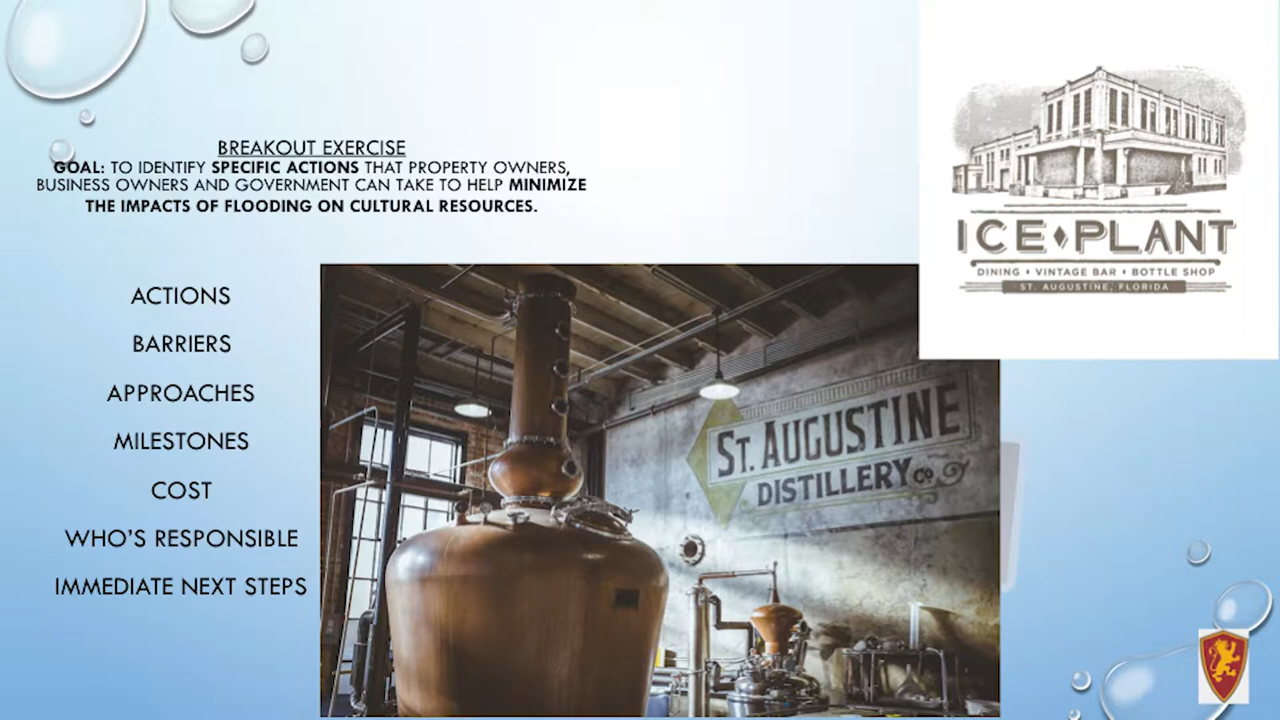 BREAKOUT EXERCISE
GOAL: TO IDENTIFY SPECIFIC ACTIONS THAT PROPERTY OWNERS,
BUSINESS OWNERS AND GOVERNMENT CAN TAKE TO HELP MINIMIZE
THE IMPACTS OF FLOODING ON CULTURAL RESOURCES.
ACTIONS
BARRIERS
APPROACHES
MILESTONES
COST
WHO'S RESPONSIBLE
IMMEDIATE NEXT STEPS
ICE PLANT
DINING • VINTAGE BAR • BOTTLE SHOP
ST. AUGUSTINE, FLORIDA
ST. AUGUSTINE
DISTILLERY CO